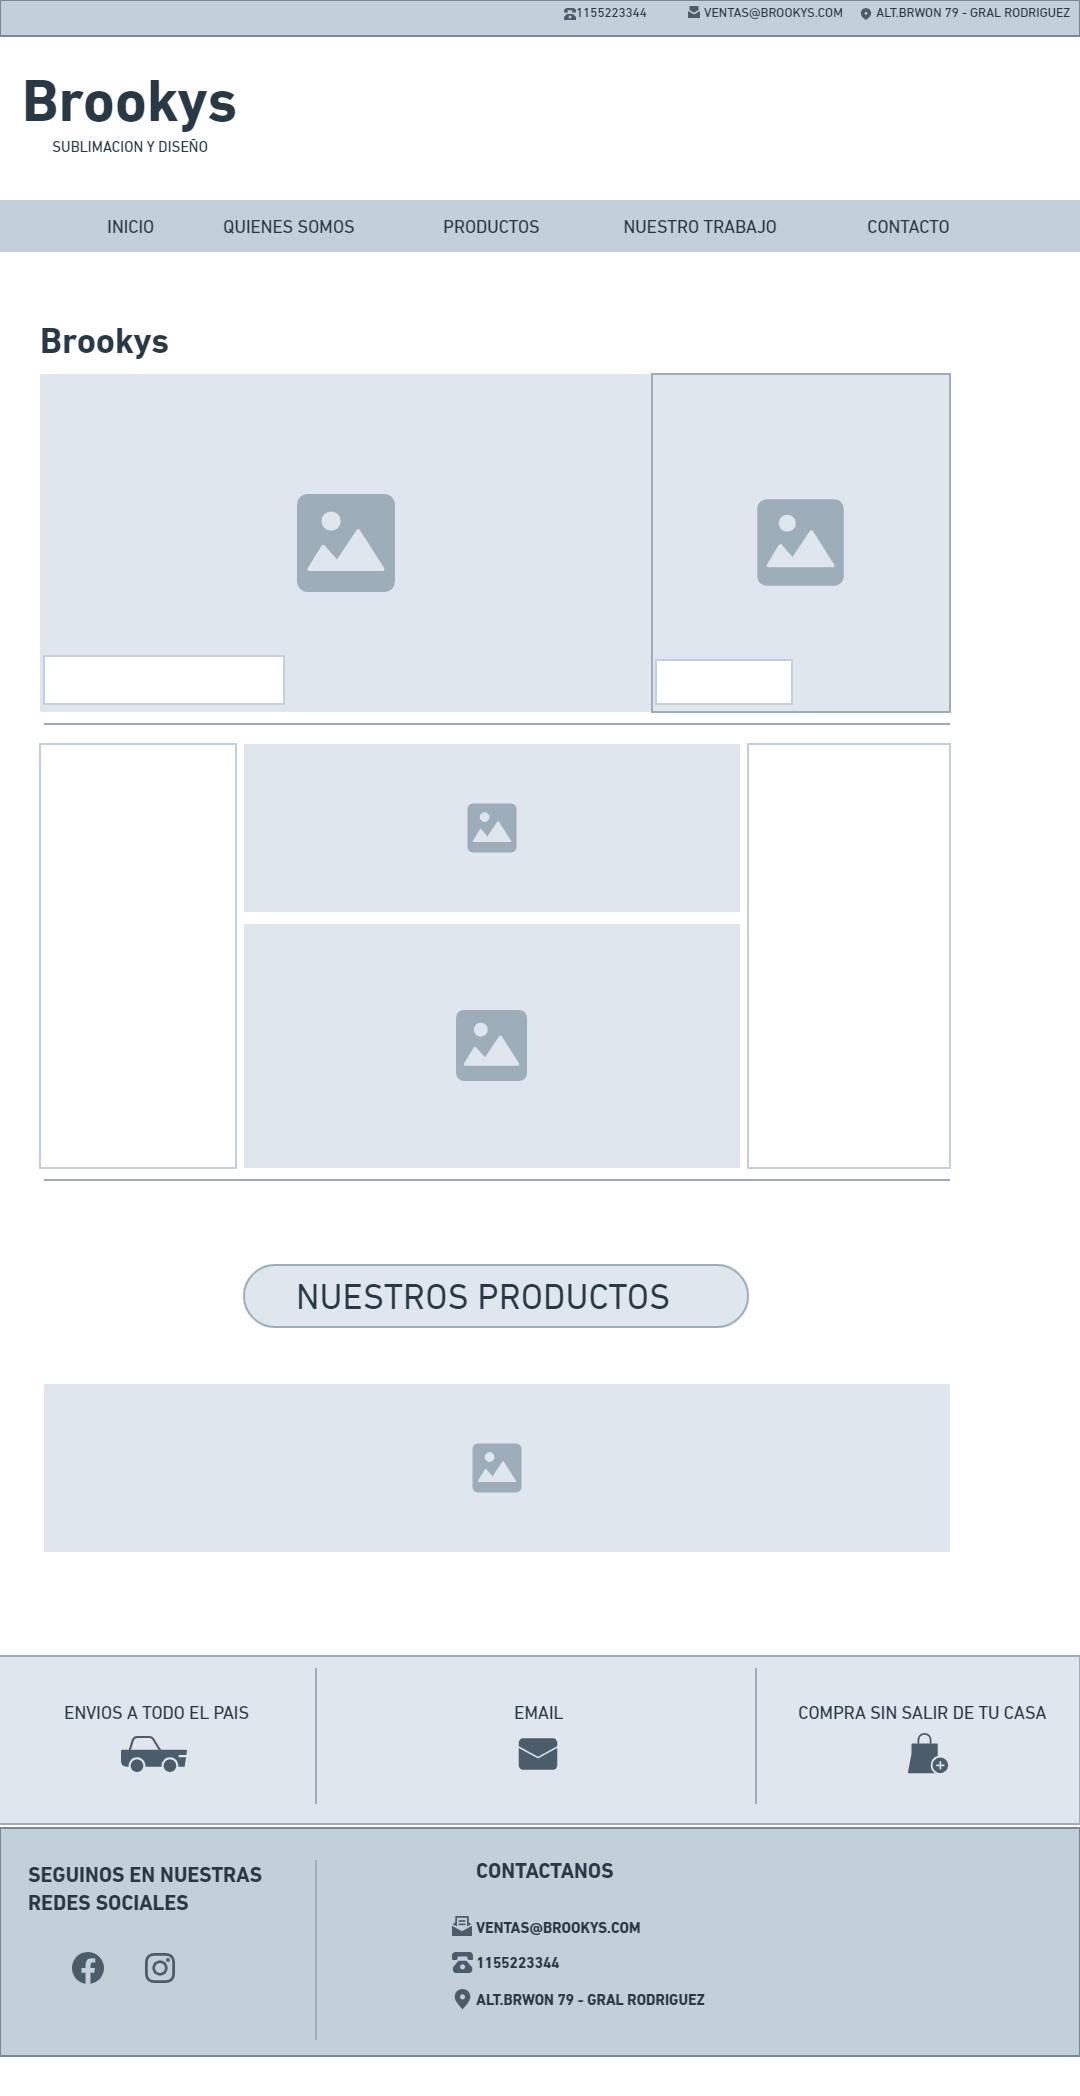 1155223344
VENTAS@BROOKYS.COM
ALT.BRWON 79 - GRAL RODRIGUEZ
Brookys
SUBLIMACION Y DISEÑO
INICIO
QUIENES SOMOS
PRODUCTOS
NUESTRO TRABAJO
CONTACTO
Brookys
NUESTROS PRODUCTOS
ENVIOS A TODO EL PAIS
EMAIL
COMPRA SIN SALIR DE TU CASA
SEGUINOS EN NUESTRAS
REDES SOCIALES
CONTACTANOS
VENTAS@BROOKYS.COM
1155223344
ALT.BRWON 79 - GRAL RODRIGUEZ